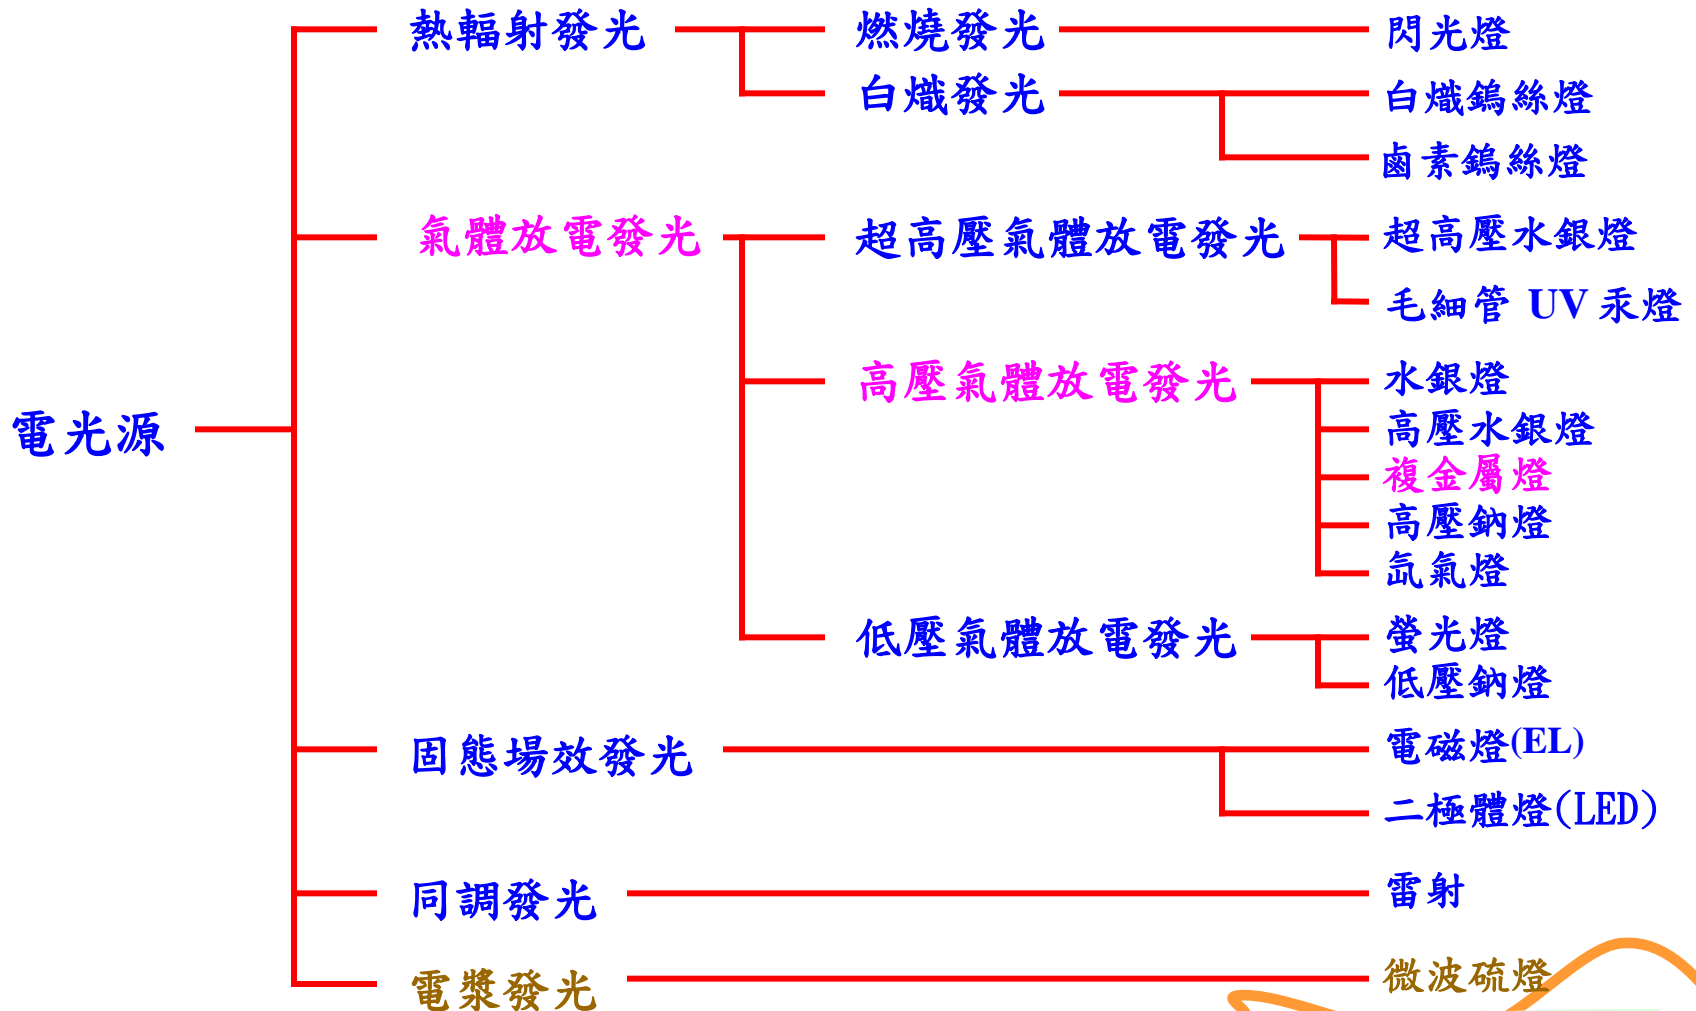 電光源
熱輻射發光
燃燒發光
閃光燈
白熾發光
白熾鎢絲燈
鹵素鎢絲燈
氣體放電發光
超高壓氣體放電發光
超高壓水銀燈
毛細管 UV 汞燈
高壓氣體放電發光
水銀燈
高壓水銀燈
複金屬燈
高壓鈉燈
氙氣燈
低壓氣體放電發光
螢光燈
低壓鈉燈
固態場效發光
電磁燈(EL)
二極體燈(LED)
同調發光
雷射
電漿發光
微波硫燈